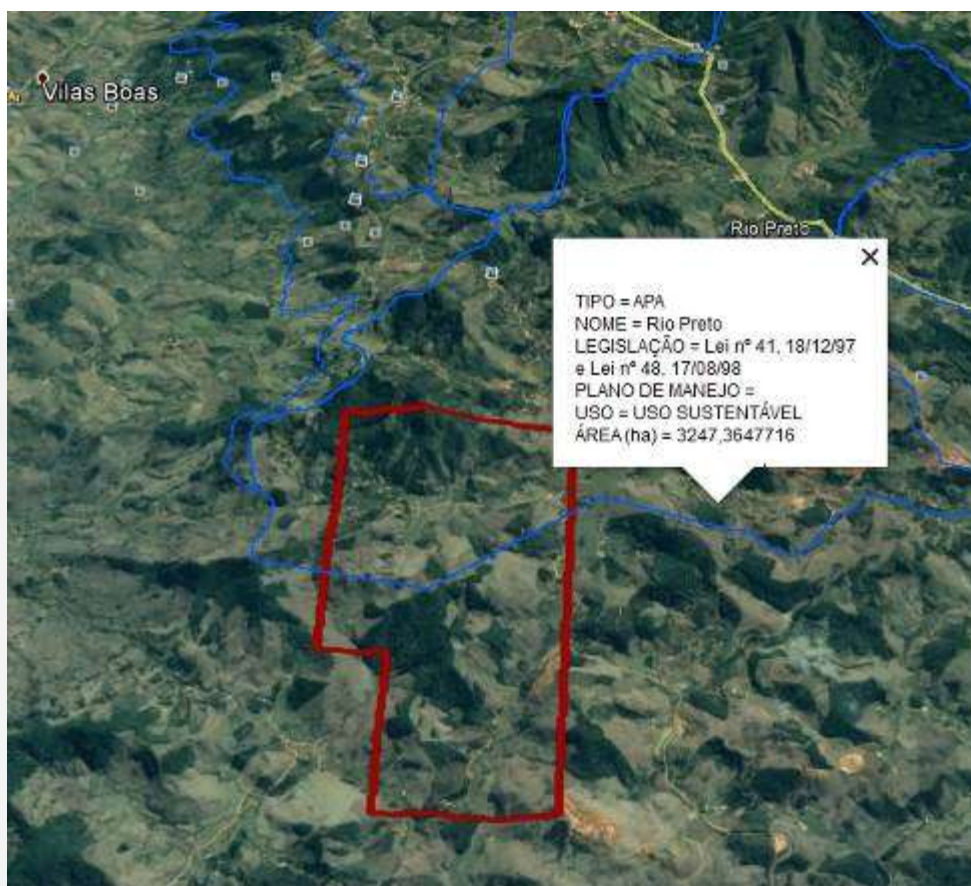 Vilas Boas
Rio Preto
TIPO = APA
NOME = Rio Preto
LEGISLAÇÃO = Lei nº 41, 18/12/97
e Lei nº 48, 17/08/98
PLANO DE MANEJO =
USO = USO SUSTENTÁVEL
ÁREA (ha) = 3247,3647716